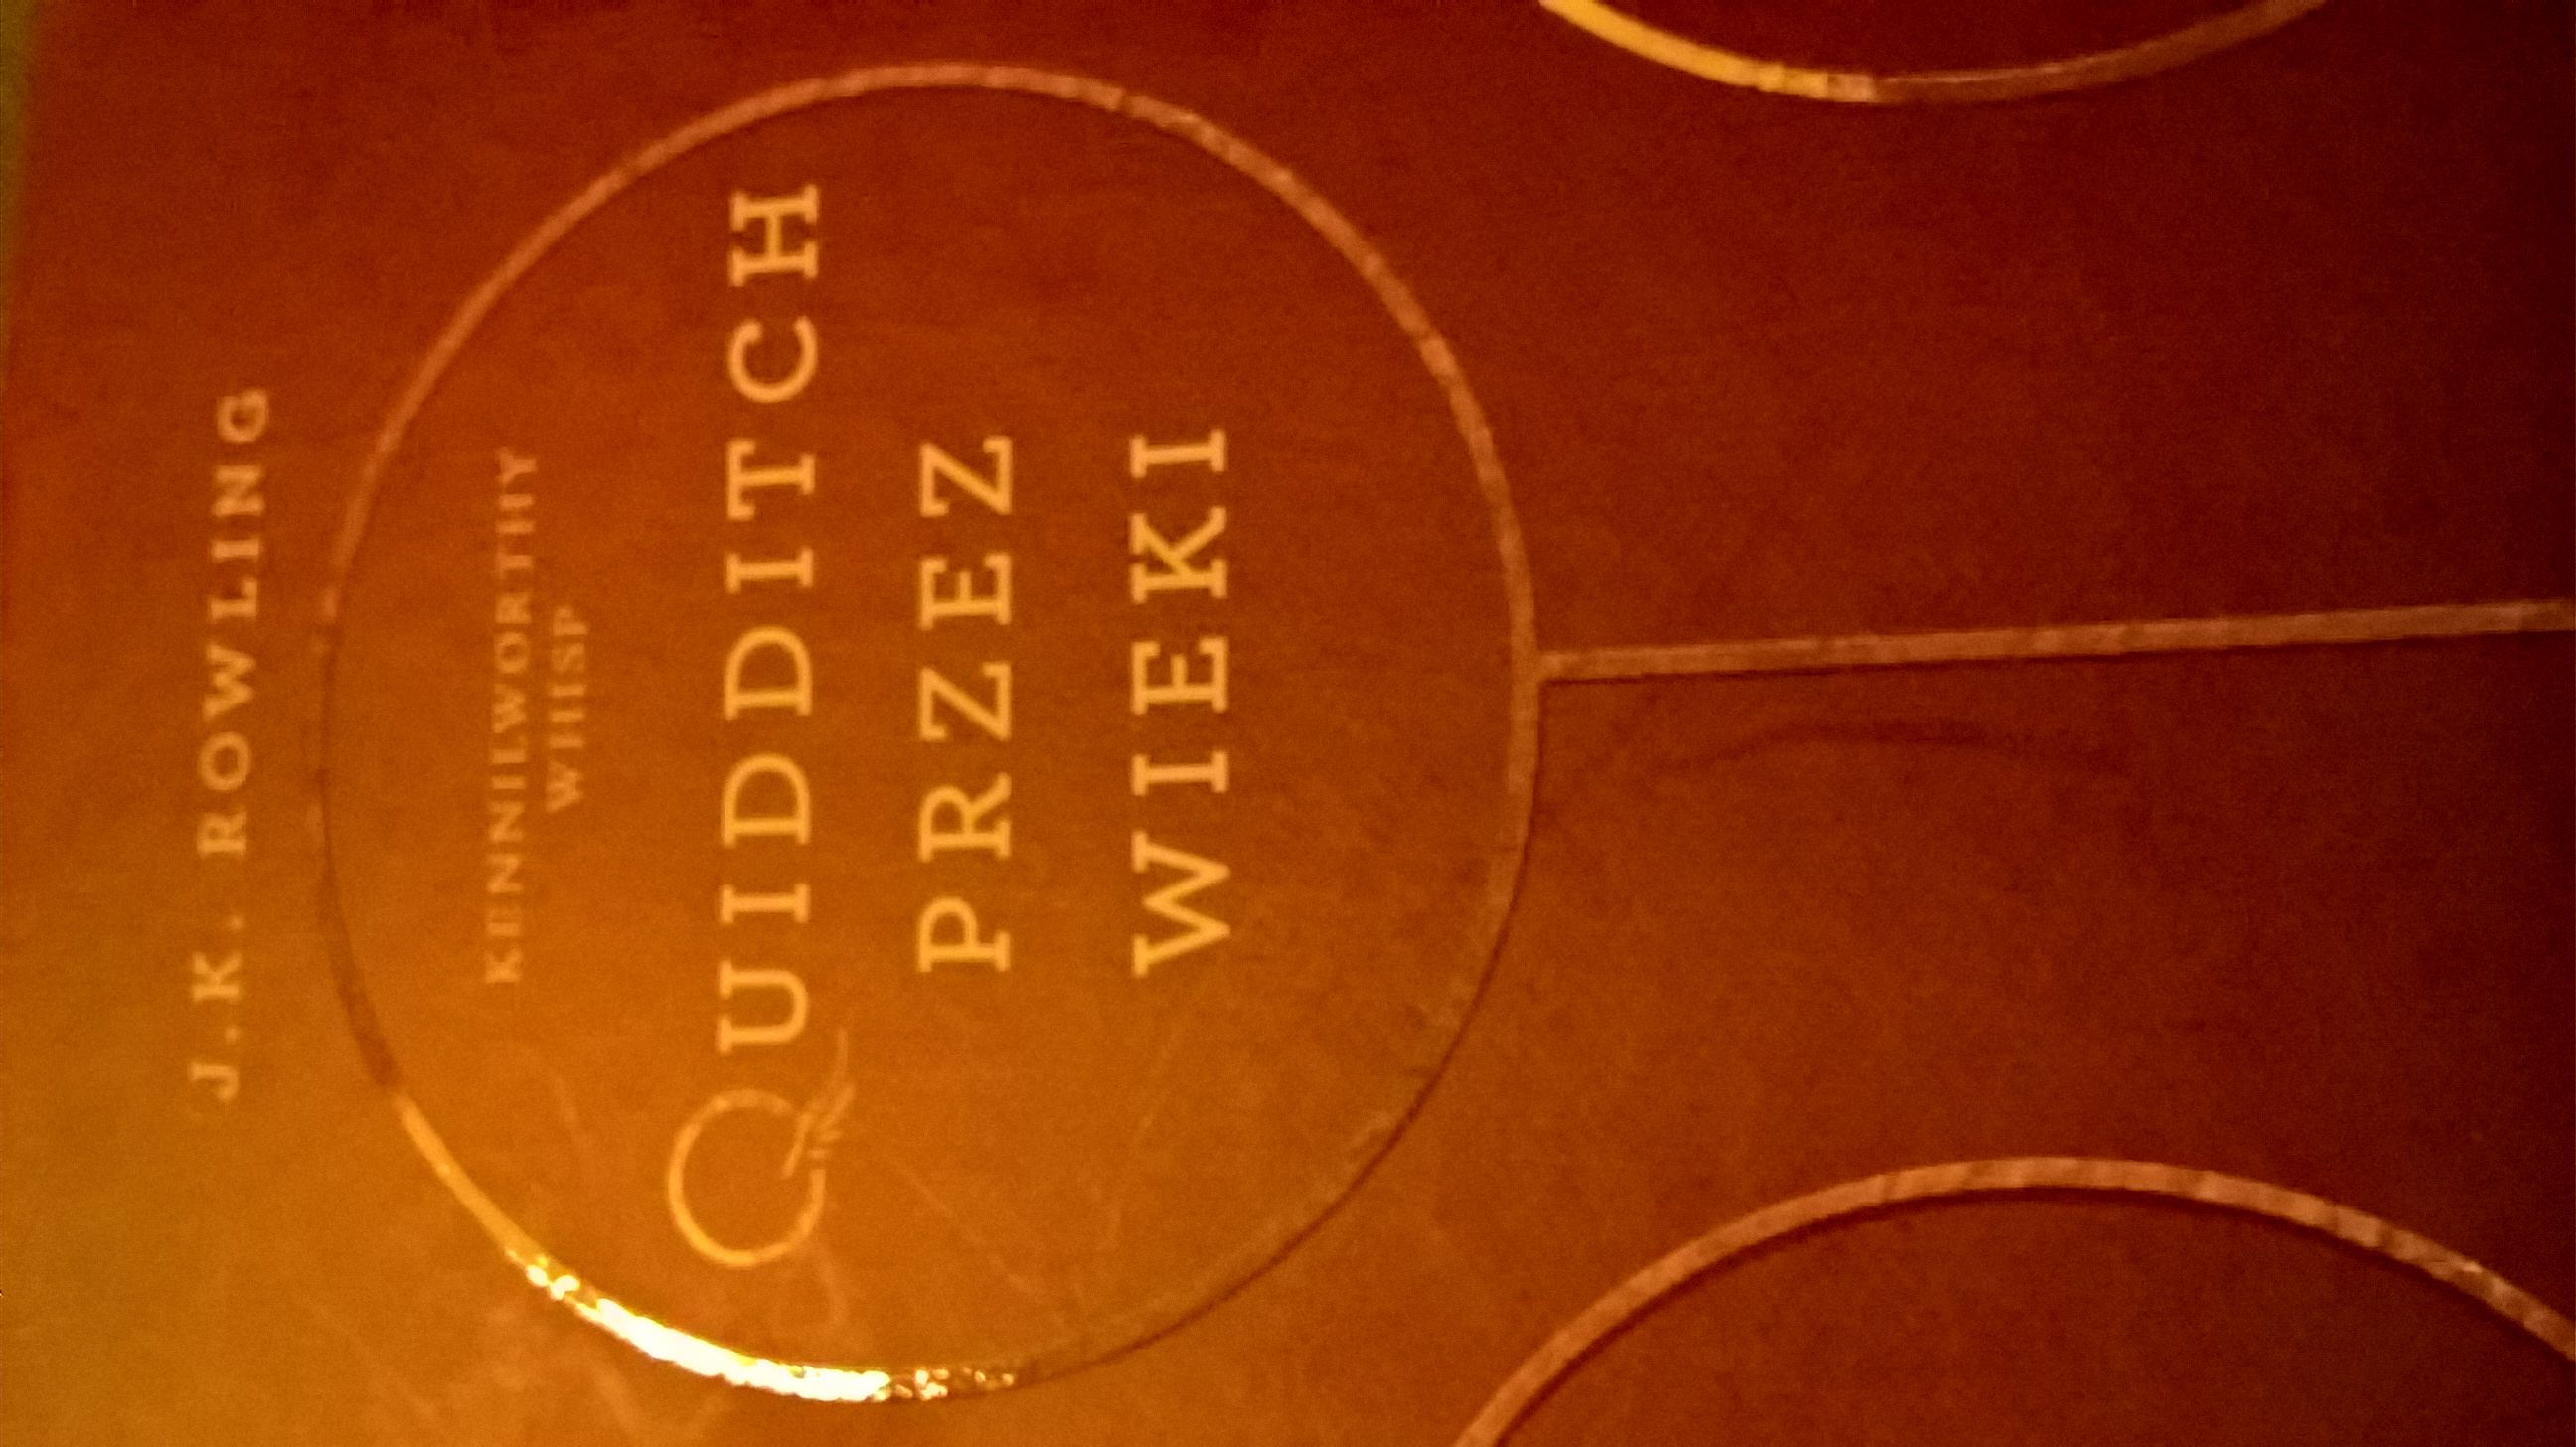 J.K. ROWLING
KENNILWORTHY
WHISP
QUIDDITCH
PRZEZ
WIEKI